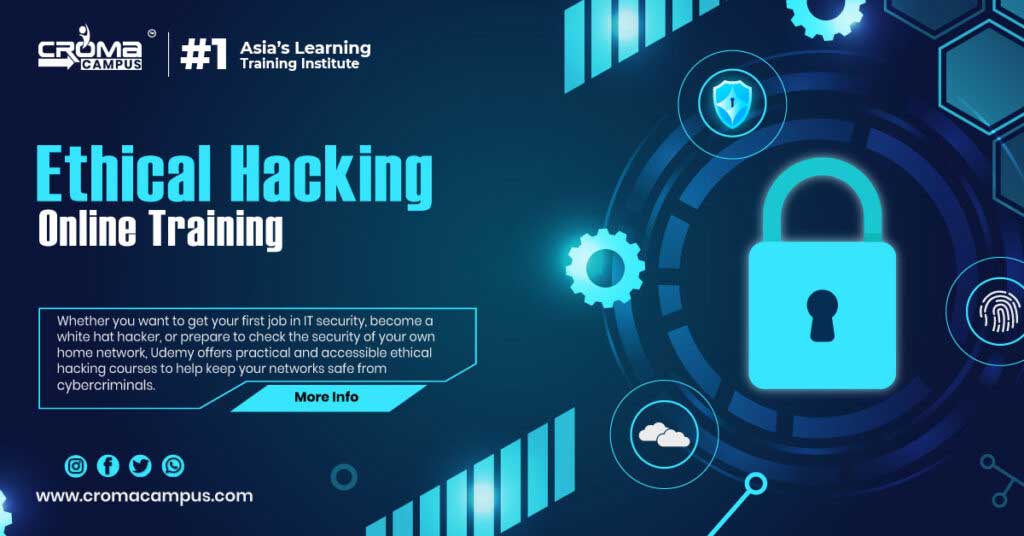 CROMA
CAMPUS
#1
Asia's Learning
Training Institute
Ethical Hacking
Online Training
Whether you want to get your first job in IT security, become a
white hat hacker, or prepare to check the security of your own
home network, Udemy offers practical and accessible ethical
hacking courses to help keep your networks safe from
cybercriminals.
More Info
www.cromacampus.com